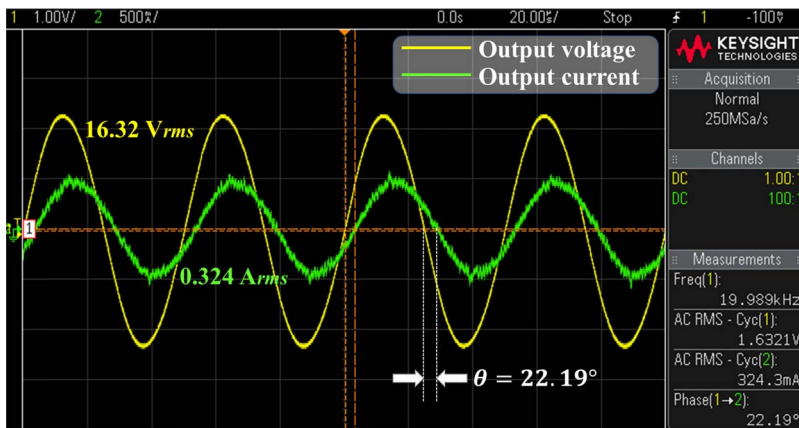 1 1.00V/ 2 500㎷/ 0.0s 20.00㎲/ Stop 1 -100㎷
Output voltage
Output current
16.32 Vrms
0.324 Arms
1
θ = 22.19°
KEYSIGHT
TECHNOLOGIES
Acquisition
Normal
250MSa/s
Channels
DC 1.00:1
DC 100:1
Measurements
Freq(1):
19.989kHz
AC RMS - Cyc(1):
1.6321V
AC RMS - Cyc(2):
324.3mA
Phase(1→2):
22.19°